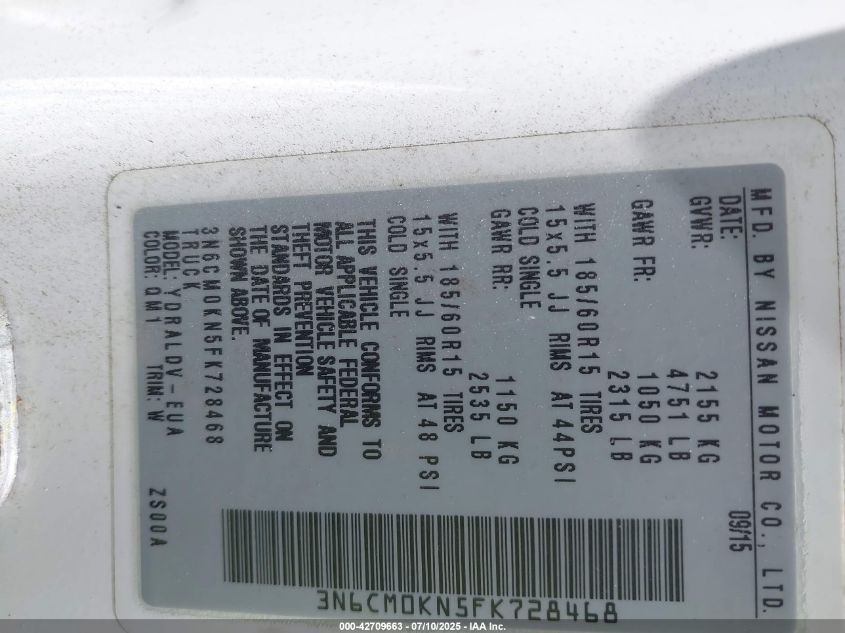 MFD. BY NISSAN MOTOR CO., LTD.
DATE: 09/15
GVWR: 2155 KG
4751 LB
GAWR FR: 1050 KG
2315 LB
WITH 185/60R15 TIRES
15x5.5 JJ RIMS AT 44PSI
COLD SINGLE
GAWR RR: 1150 KG
2535 LB
WITH 185/60R15 TIRES
15x5.5 JJ RIMS AT 48 PSI
COLD SINGLE
THIS VEHICLE CONFORMS TO
ALL APPLICABLE FEDERAL
MOTOR VEHICLE SAFETY AND
THEFT PREVENTION
STANDARDS IN EFFECT ON
THE DATE OF MANUFACTURE
SHOWN ABOVE.
3N6CM0KN5FK728468
TRUCK
MODEL: YDTALDV-EUA
COLOR: QM1 TRIM: W ZS00A
3N6CM0KN5FK728468
000-42709663 - 07/10/2025 - IAA Inc.